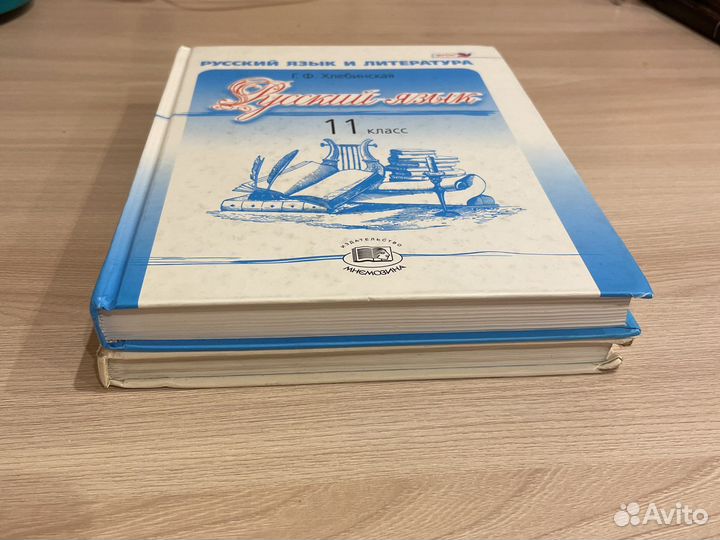 РУССКИЙ ЯЗЫК И ЛИТЕРАТУРА
Г. Ф. Хлебинская
Русский язык
11 класс
ИЗДАТЕЛЬСТВО
МНЕМОЗИНА
Avito